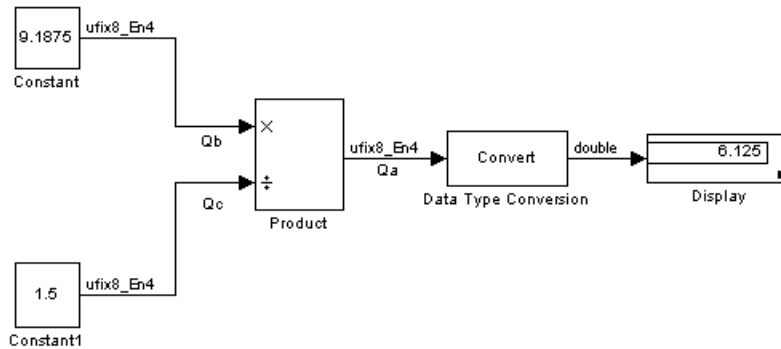 9.1875
ufix8_En4
Constant
Qb
×
÷
Qc
Product
ufix8_En4
Qa
Convert
Data Type Conversion
double
6.125
Display
ufix8_En4
1.5
Constant1